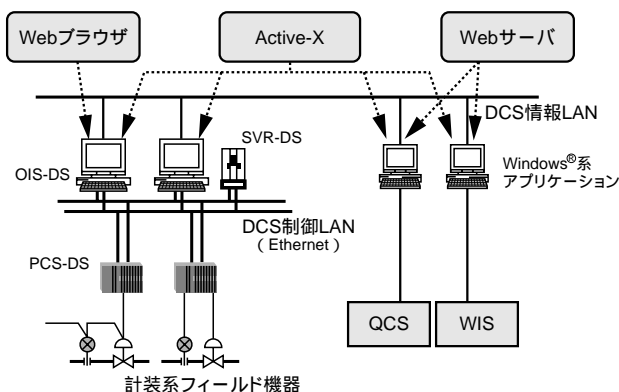 Webブラウザ
Active-X
Webサーバ
DCS情報LAN
SVR-DS
OIS-DS
Windows®系
アプリケーション
DCS制御LAN
（Ethernet）
PCS-DS
QCS
WIS
計装系フィールド機器